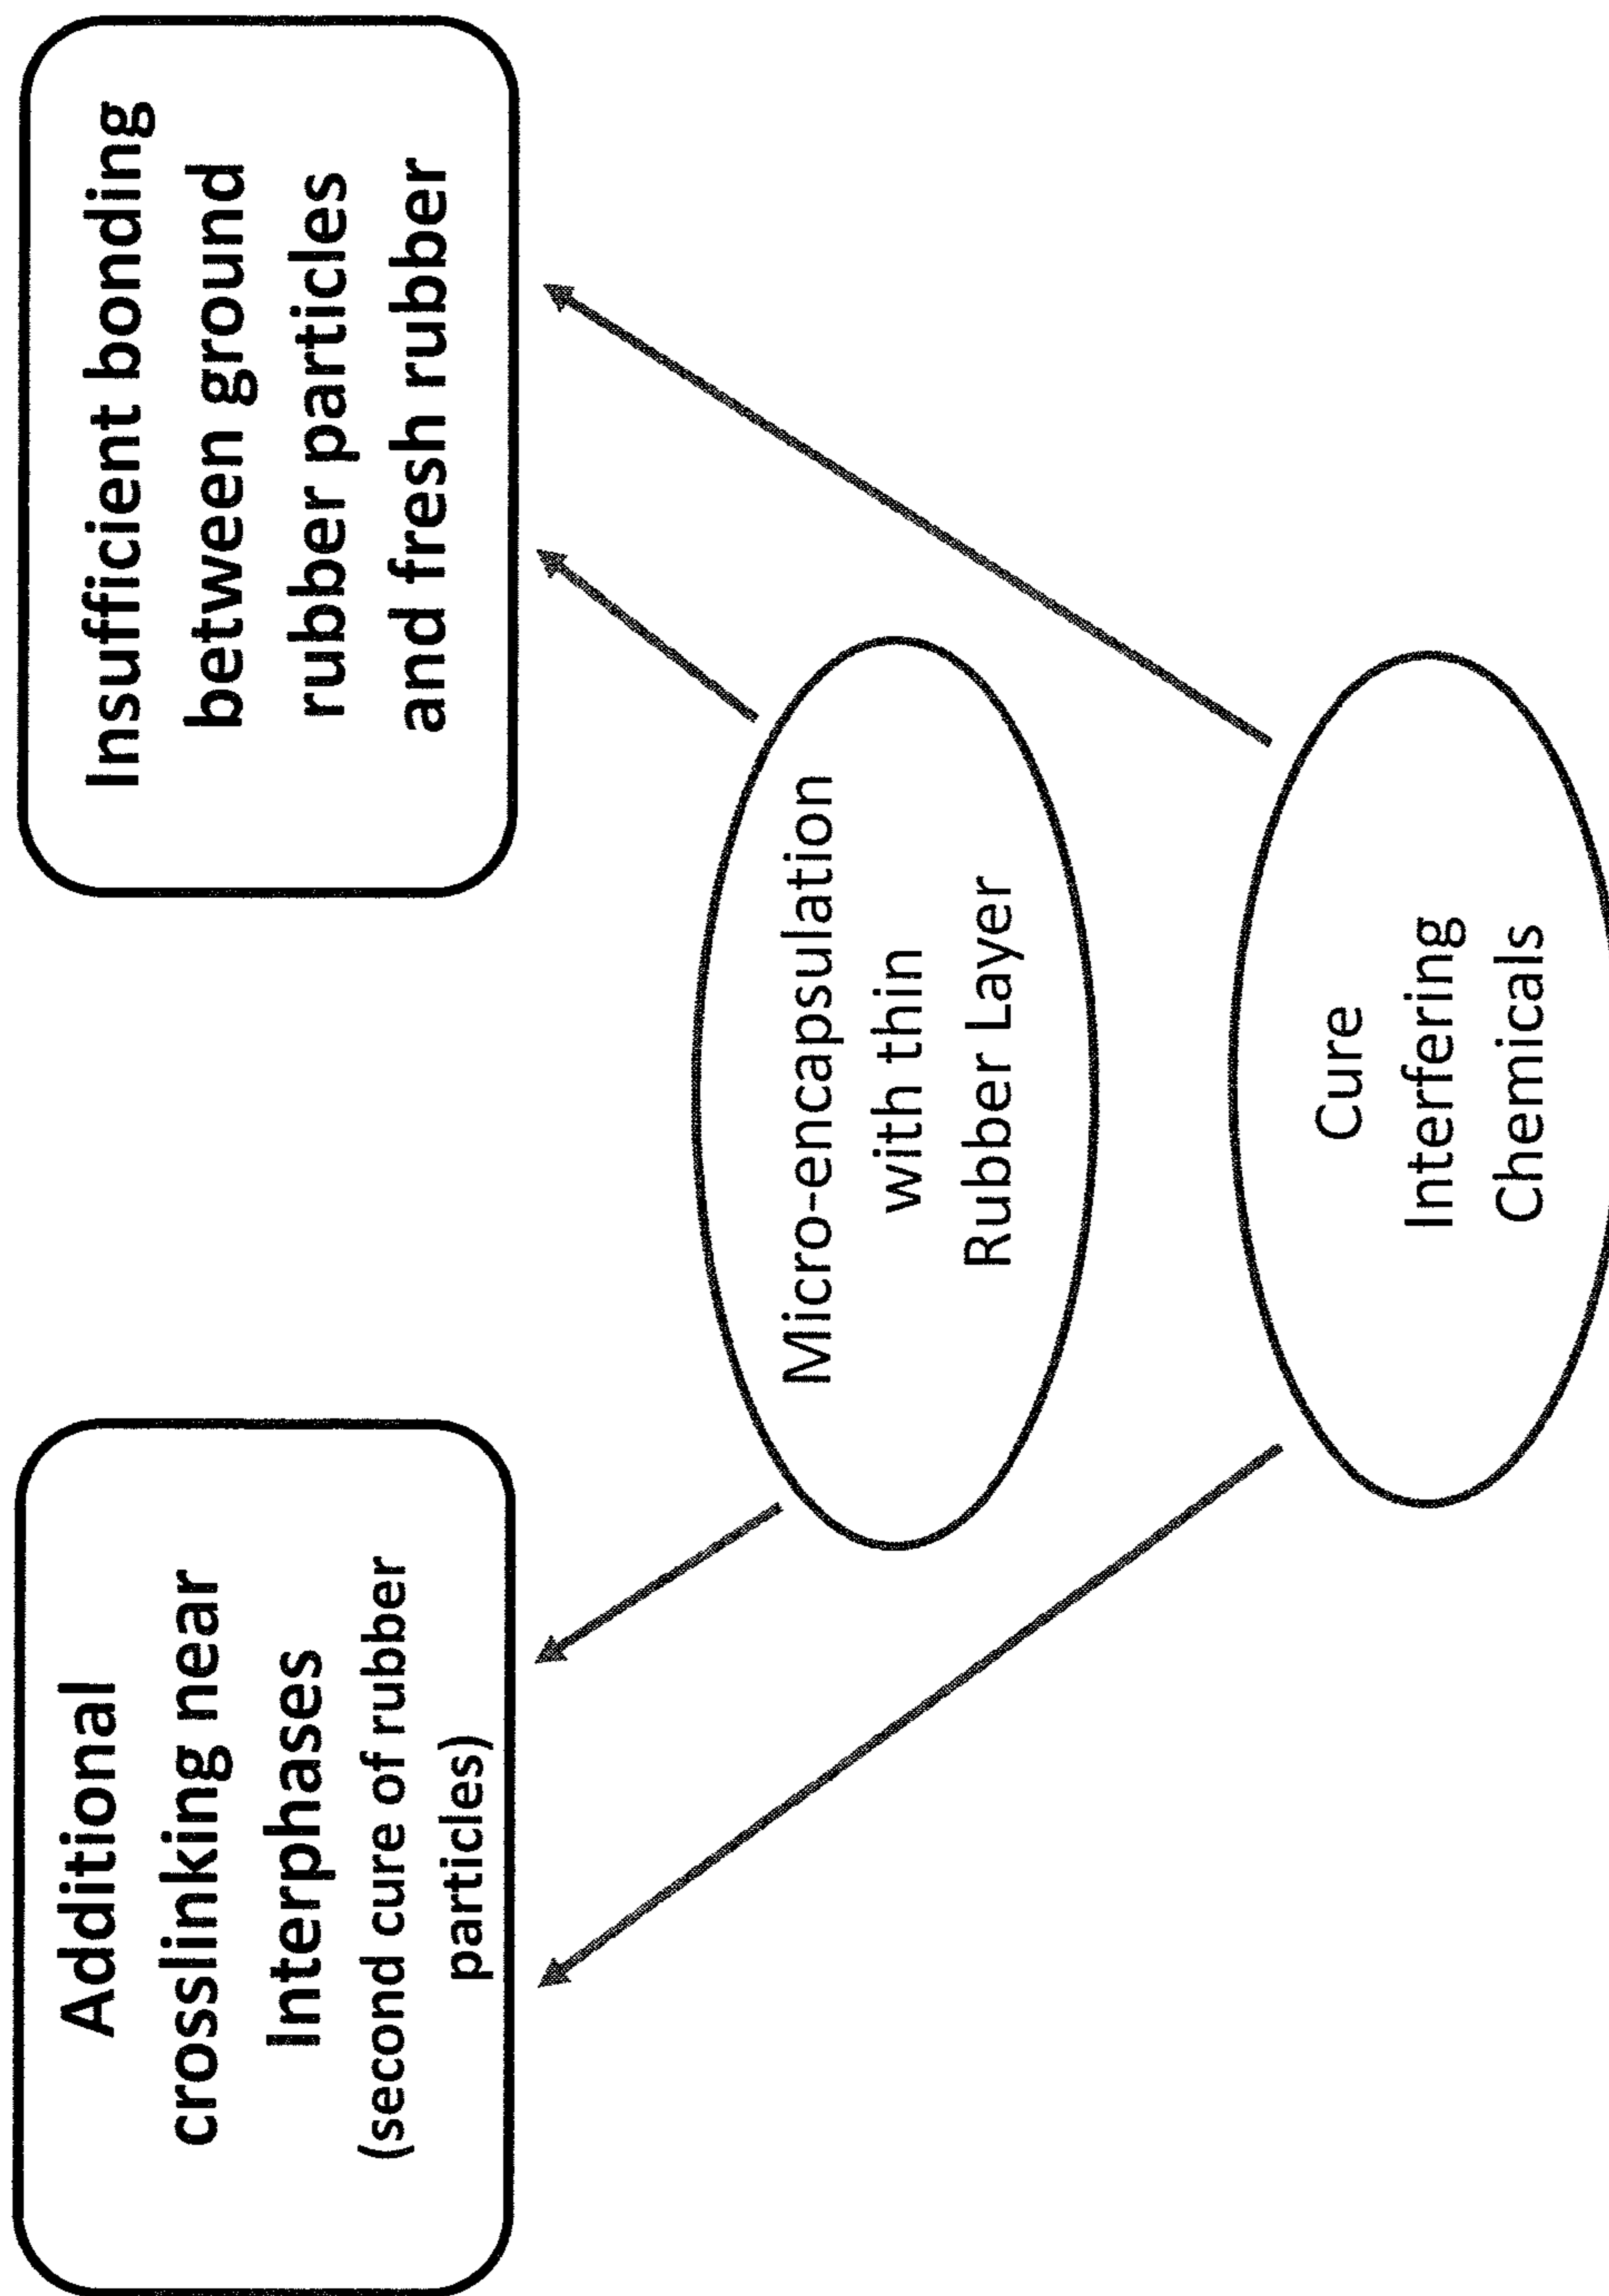 Additional
crosslinking near
Interphases
(second cure of rubber
particles)
Insufficient bonding
between ground
rubber particles
and fresh rubber
Micro-encapsulation
with thin
Rubber Layer
Cure
Interfering
Chemicals